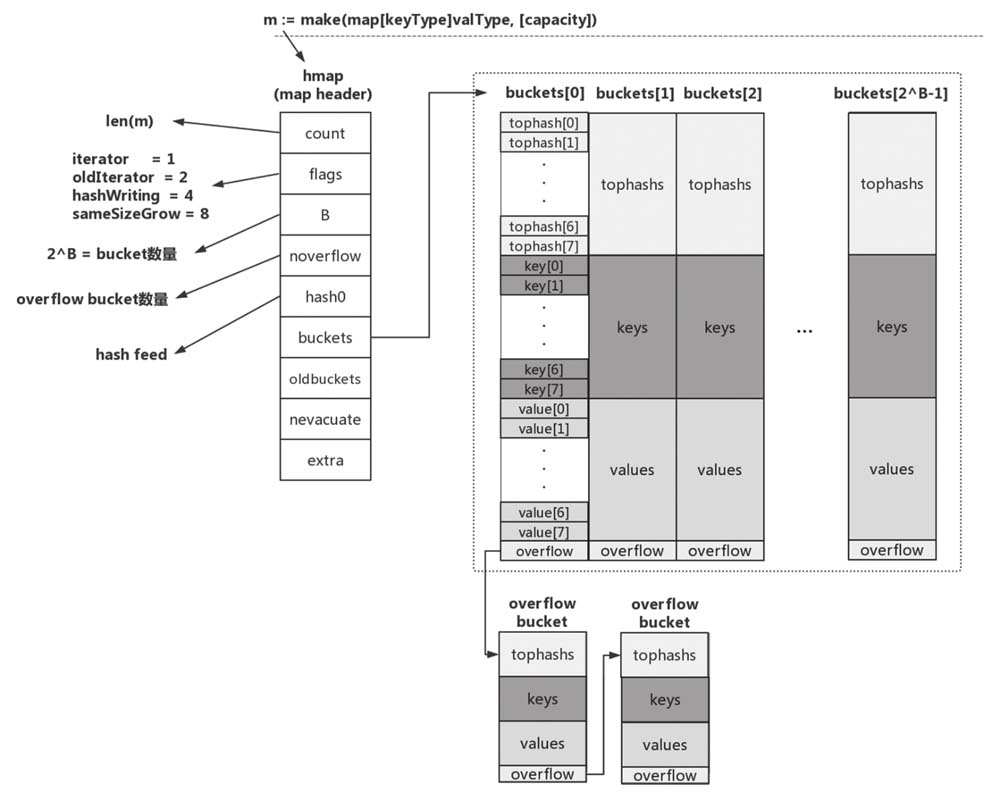 m := make(map[keyType]valType, [capacity])
hmap
(map header)
count
flags
B
noverflow
hash0
buckets
oldbuckets
nevacuate
extra
len(m)
iterator = 1
oldIterator = 2
hashWriting = 4
sameSizeGrow = 8
2^B = bucket数量
overflow bucket数量
hash feed
buckets[0] buckets[1] buckets[2] buckets[2^B-1]
tophash[0]
tophash[1]
.
.
.
tophash[6]
tophash[7]
key[0]
key[1]
.
.
.
key[6]
key[7]
value[0]
value[1]
.
.
.
value[6]
value[7]
overflow
tophashs
keys
values
overflow
tophashs
keys
values
overflow
...
tophashs
keys
values
overflow
overflow
bucket
tophashs
keys
values
overflow
overflow
bucket
tophashs
keys
values
overflow